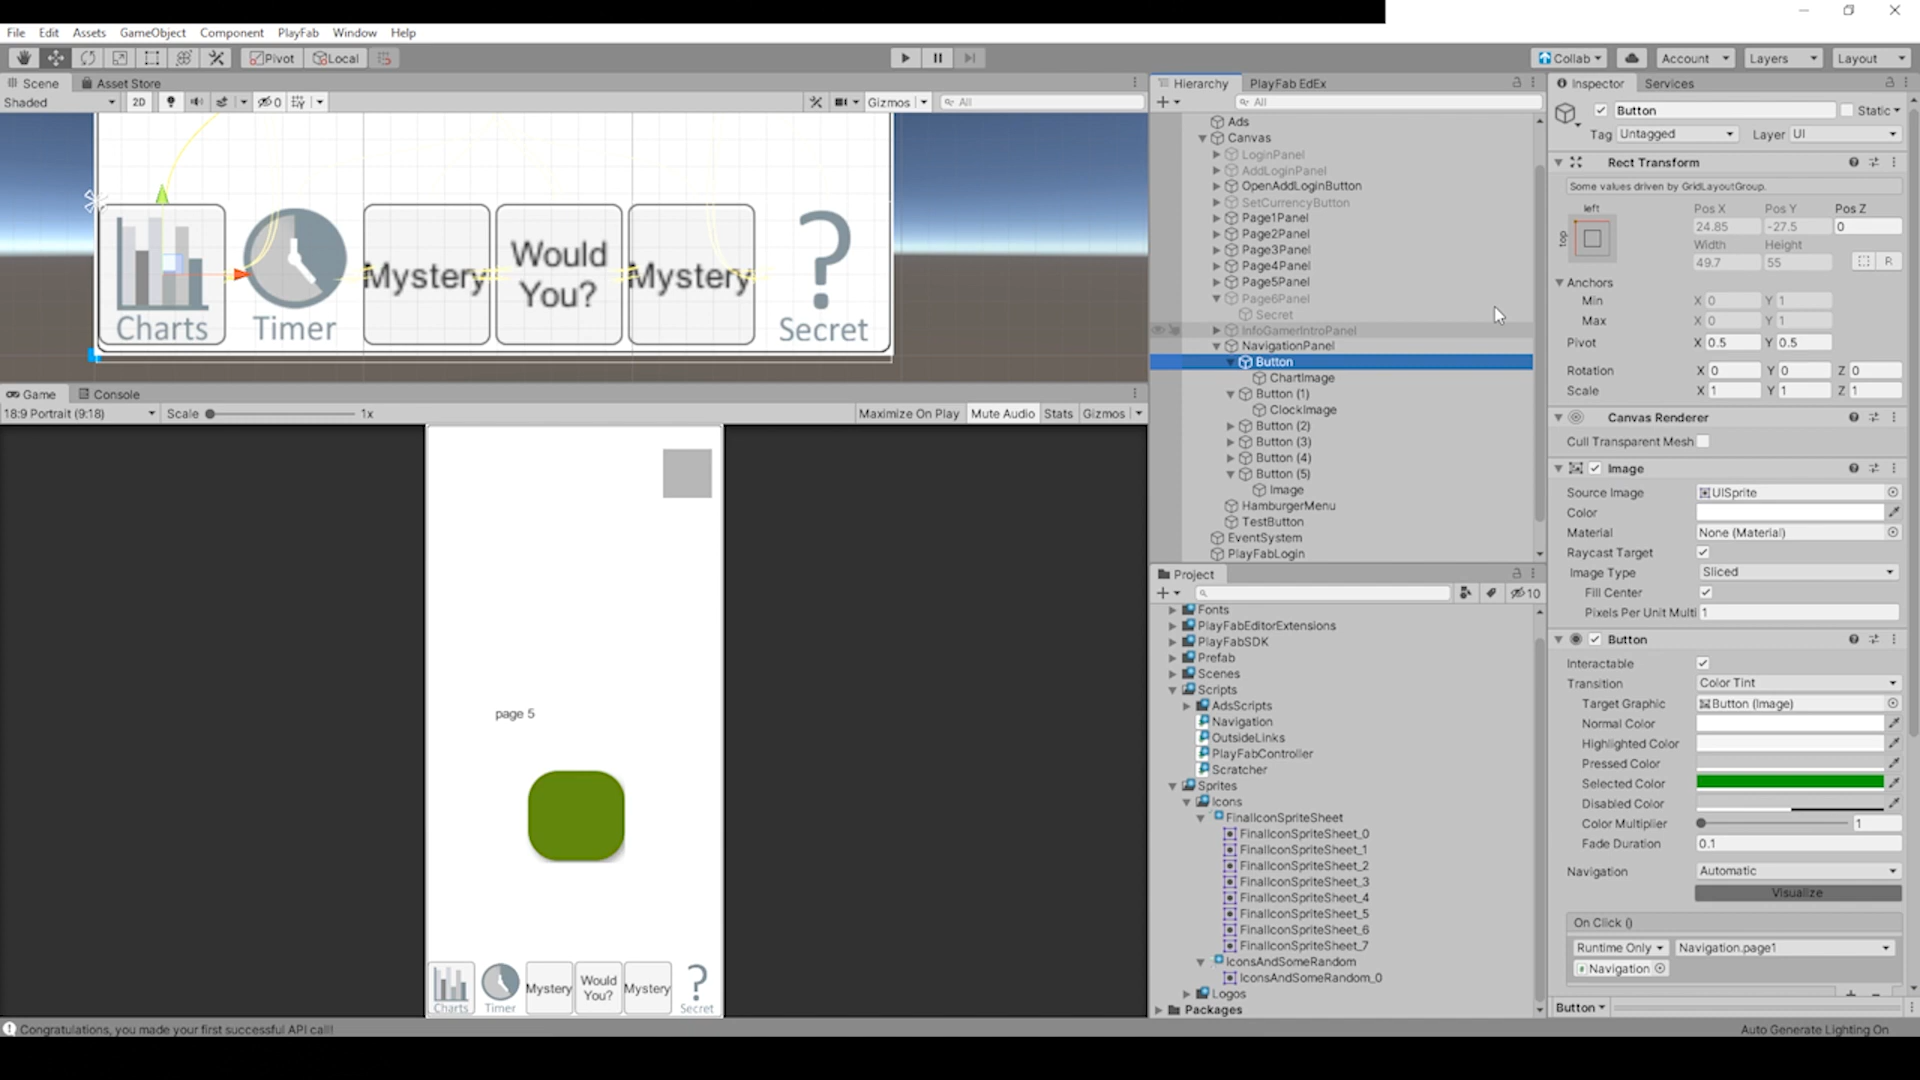 File Edit Assets GameObject Component PlayFab Window Help
Pivot Local Collab Account Layers Layout
Scene Asset Store
Shaded 2D 0 Gizmos All
Charts Timer Mystery Would You? Mystery Secret
Game Console
18:9 Portrait (9:18) Scale 1x Maximize On Play Mute Audio Stats Gizmos
page 5
Charts Timer Mystery Would You? Mystery Secret
Congratulations, you made your first successful API call!
Hierarchy PlayFab EdEx
All
Ads
Canvas
LoginPanel
AddLoginPanel
OpenAddLoginButton
SetCurrencyButton
Page1Panel
Page2Panel
Page3Panel
Page4Panel
Page5Panel
Page6Panel
Secret
InfoGamerIntroPanel
NavigationPanel
Button
ChartImage
Button (1)
ClockImage
Button (2)
Button (3)
Button (4)
Button (5)
Image
HamburgerMenu
TestButton
EventSystem
PlayFabLogin
Project
10
Fonts
PlayFabEditorExtensions
PlayFabSDK
Prefab
Scenes
Scripts
AdsScripts
Navigation
OutsideLinks
PlayFabController
Scratcher
Sprites
Icons
FinalIconSpriteSheet
FinalIconSpriteSheet_0
FinalIconSpriteSheet_1
FinalIconSpriteSheet_2
FinalIconSpriteSheet_3
FinalIconSpriteSheet_4
FinalIconSpriteSheet_5
FinalIconSpriteSheet_6
FinalIconSpriteSheet_7
IconsAndSomeRandom
IconsAndSomeRandom_0
Logos
Packages
Inspector Services
Button Static
Tag Untagged Layer UI
Rect Transform
Some values driven by GridLayoutGroup.
left Pos X Pos Y Pos Z
top 24.85 -27.5 0
Width Height
49.7 55 R
Anchors
Min X 0 Y 1
Max X 0 Y 1
Pivot X 0.5 Y 0.5
Rotation X 0 Y 0 Z 0
Scale X 1 Y 1 Z 1
Canvas Renderer
Cull Transparent Mesh
Image
Source Image UISprite
Color
Material None (Material)
Raycast Target
Image Type Sliced
Fill Center
Pixels Per Unit Multi 1
Button
Interactable
Transition Color Tint
Target Graphic Button (Image)
Normal Color
Highlighted Color
Pressed Color
Selected Color
Disabled Color
Color Multiplier 1
Fade Duration 0.1
Navigation Automatic
Visualize
On Click ()
Runtime Only Navigation.page1
Navigation
Button
Auto Generate Lighting On